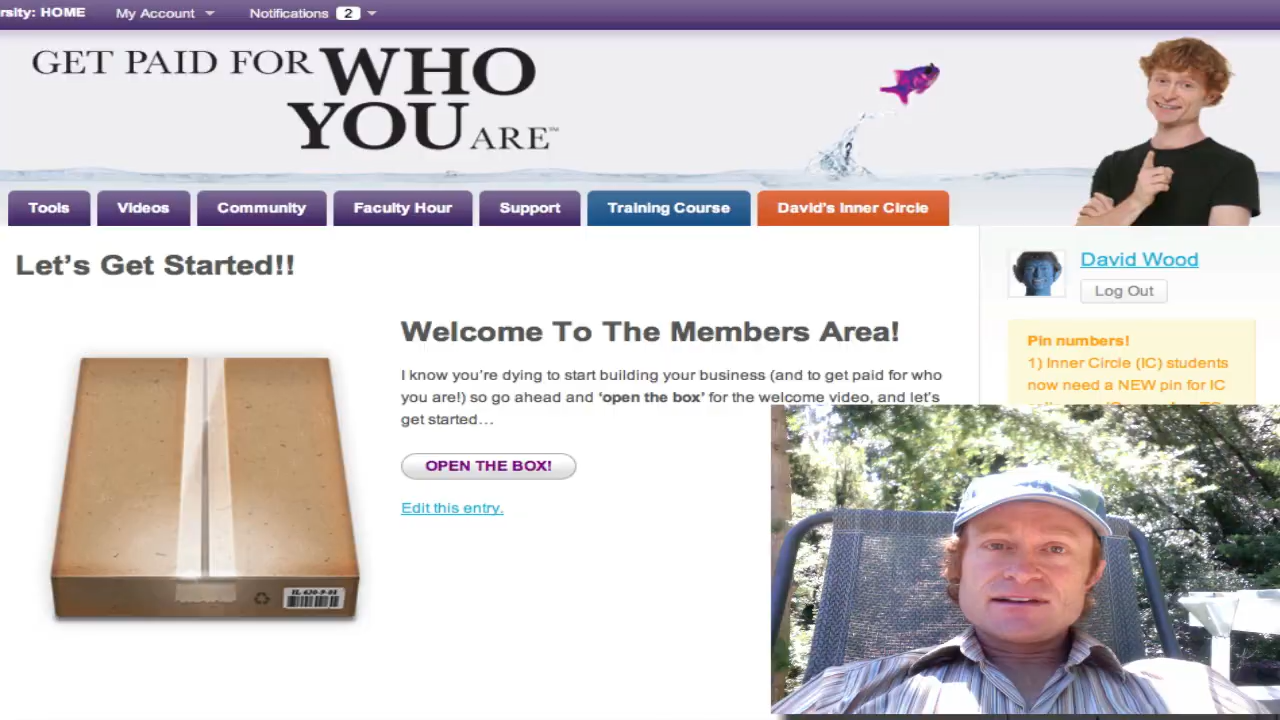 rsity: HOME
My Account
Notifications 2
GET PAID FOR WHO
YOU ARE™
Tools
Videos
Community
Faculty Hour
Support
Training Course
David's Inner Circle
Let's Get Started!!
David Wood
Log Out
Welcome To The Members Area!
Pin numbers!
1) Inner Circle (IC) students
now need a NEW pin for IC
I know you're dying to start building your business (and to get paid for who
you are!) so go ahead and 'open the box' for the welcome video, and let's
get started…
OPEN THE BOX!
Edit this entry.